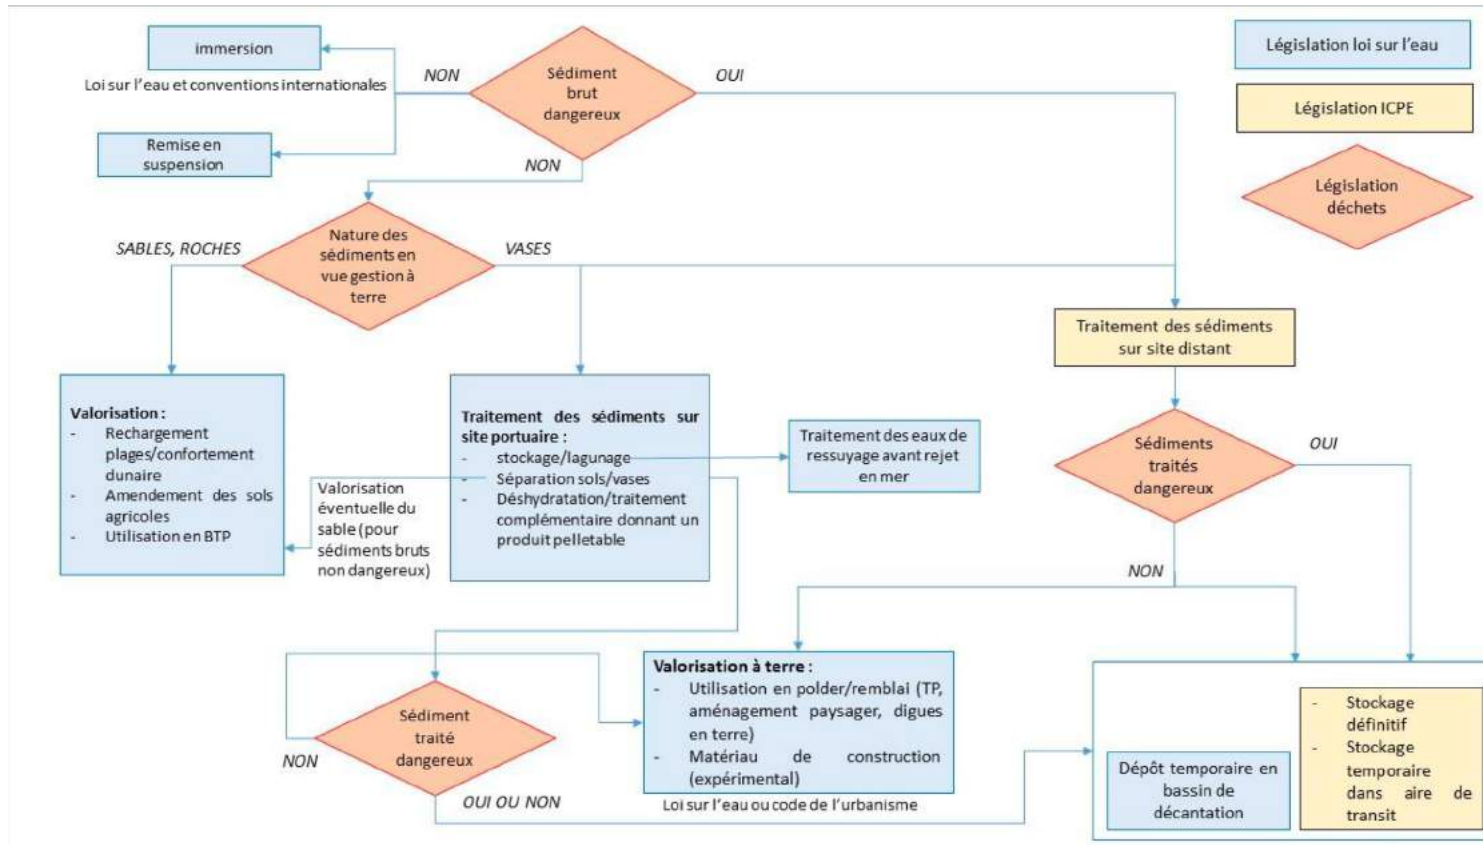 immersion
Loi sur l'eau et conventions internationales
Remise en
suspension
NON
Sédiment
brut
dangereux
OUI
NON
Législation loi sur l'eau
Législation ICPE
Législation
déchets
SABLES, ROCHES
Nature des
sédiments en
vue gestion à
terre
VASES
Traitement des sédiments
sur site distant
Valorisation :
- Rechargement
plages/confortement
dunaire
- Amendement des sols
agricoles
- Utilisation en BTP
Valorisation
éventuelle du
sable (pour
sédiments bruts
non dangereux)
Traitement des sédiments sur
site portuaire :
- stockage/lagunage
- Séparation sols/vases
- Déshydratation/traitement
complémentaire donnant un
produit pelletable
Traitement des eaux de
ressuyage avant rejet
en mer
Sédiments
traités
dangereux
OUI
NON
Sédiment
traité
dangereux
NON
OUI OU NON
Valorisation à terre :
- Utilisation en polder/remblai (TP,
aménagement paysager, digues
en terre)
- Matériau de construction
(expérimental)
Loi sur l'eau ou code de l'urbanisme
Dépôt temporaire en
bassin de
décantation
- Stockage
définitif
- Stockage
temporaire
dans aire de
transit